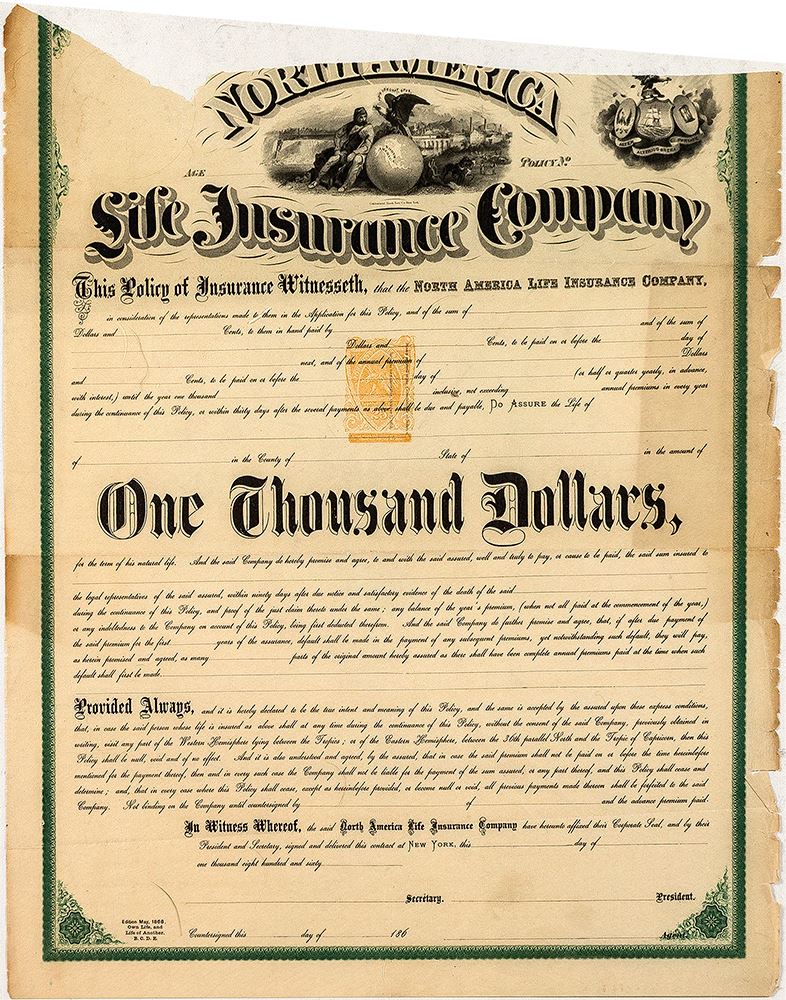 NORTH AMERICA
AGE
POLICY Nº
Life Insurance Company
This Policy of Insurance Witnesseth, that the NORTH AMERICA LIFE INSURANCE COMPANY,
in consideration of the representations made to them in the Application for this Policy, and of the sum of
Dollars and Cents, to them in hand paid by and of the sum of
Dollars and Cents, to be paid on or before the day of
next, and of the annual premium of Dollars
and Cents, to be paid on or before the day of (or half or quarter yearly, in advance,
with interest,) until the year one thousand inclusive, not exceeding annual premiums in every year
during the continuance of this Policy, or within thirty days after the several payments as above, shall be due and payable, DO ASSURE the Life of
of in the County of State of in the amount of
One Thousand Dollars,
for the term of his natural life. And the said Company do hereby promise and agree, to and with the said assured, well and truly to pay, or cause to be paid, the said sum insured to
the legal representatives of the said assured, within ninety days after due notice and satisfactory evidence of the death of the said
during the continuance of this Policy, and proof of the just claim thereto under the same; any balance of the year's premium, (when not all paid at the commencement of the year,)
or any indebtedness to the Company on account of this Policy, being first deducted therefrom. And the said Company do further promise and agree, that, if after due payment of
the said premium for the first years of the assurance, default shall be made in the payment of any subsequent premiums, yet notwithstanding such default, they will pay,
as herein promised and agreed, as many parts of the original amount hereby assured as there shall have been complete annual premiums paid at the time when such
default shall first be made.
Provided Always, and it is hereby declared to be the true intent and meaning of this Policy, and the same is accepted by the assured upon these express conditions,
that, in case the said person whose life is insured as above shall at any time during the continuance of this Policy, without the consent of the said Company, previously obtained in
writing, visit any part of the Western Hemisphere lying between the Tropics; or of the Eastern Hemisphere, between the 36th parallel North and the Tropic of Capricorn, then this
Policy shall be null, void and of no effect. And it is also understood and agreed, by the assured, that in case the said premium shall not be paid on or before the time hereinbefore
mentioned for the payment thereof, then and in every such case the Company shall not be liable for the payment of the sum assured, or any part thereof, and this Policy shall cease and
determine; and, that in every case where this Policy shall cease, except as hereinbefore provided, or become null or void, all previous payments made thereon shall be forfeited to the said
Company. Not binding on the Company until countersigned by of and the advance premium paid.
In Witness Whereof, the said North America Life Insurance Company have hereunto affixed their Corporate Seal, and by their
President and Secretary, signed and delivered this contract at NEW YORK, this day of
one thousand eight hundred and sixty
Secretary. President.
Edition May, 1868.
Own Life, and
Life of Another.
B. C. D. E.
Countersigned this day of 186 Agent